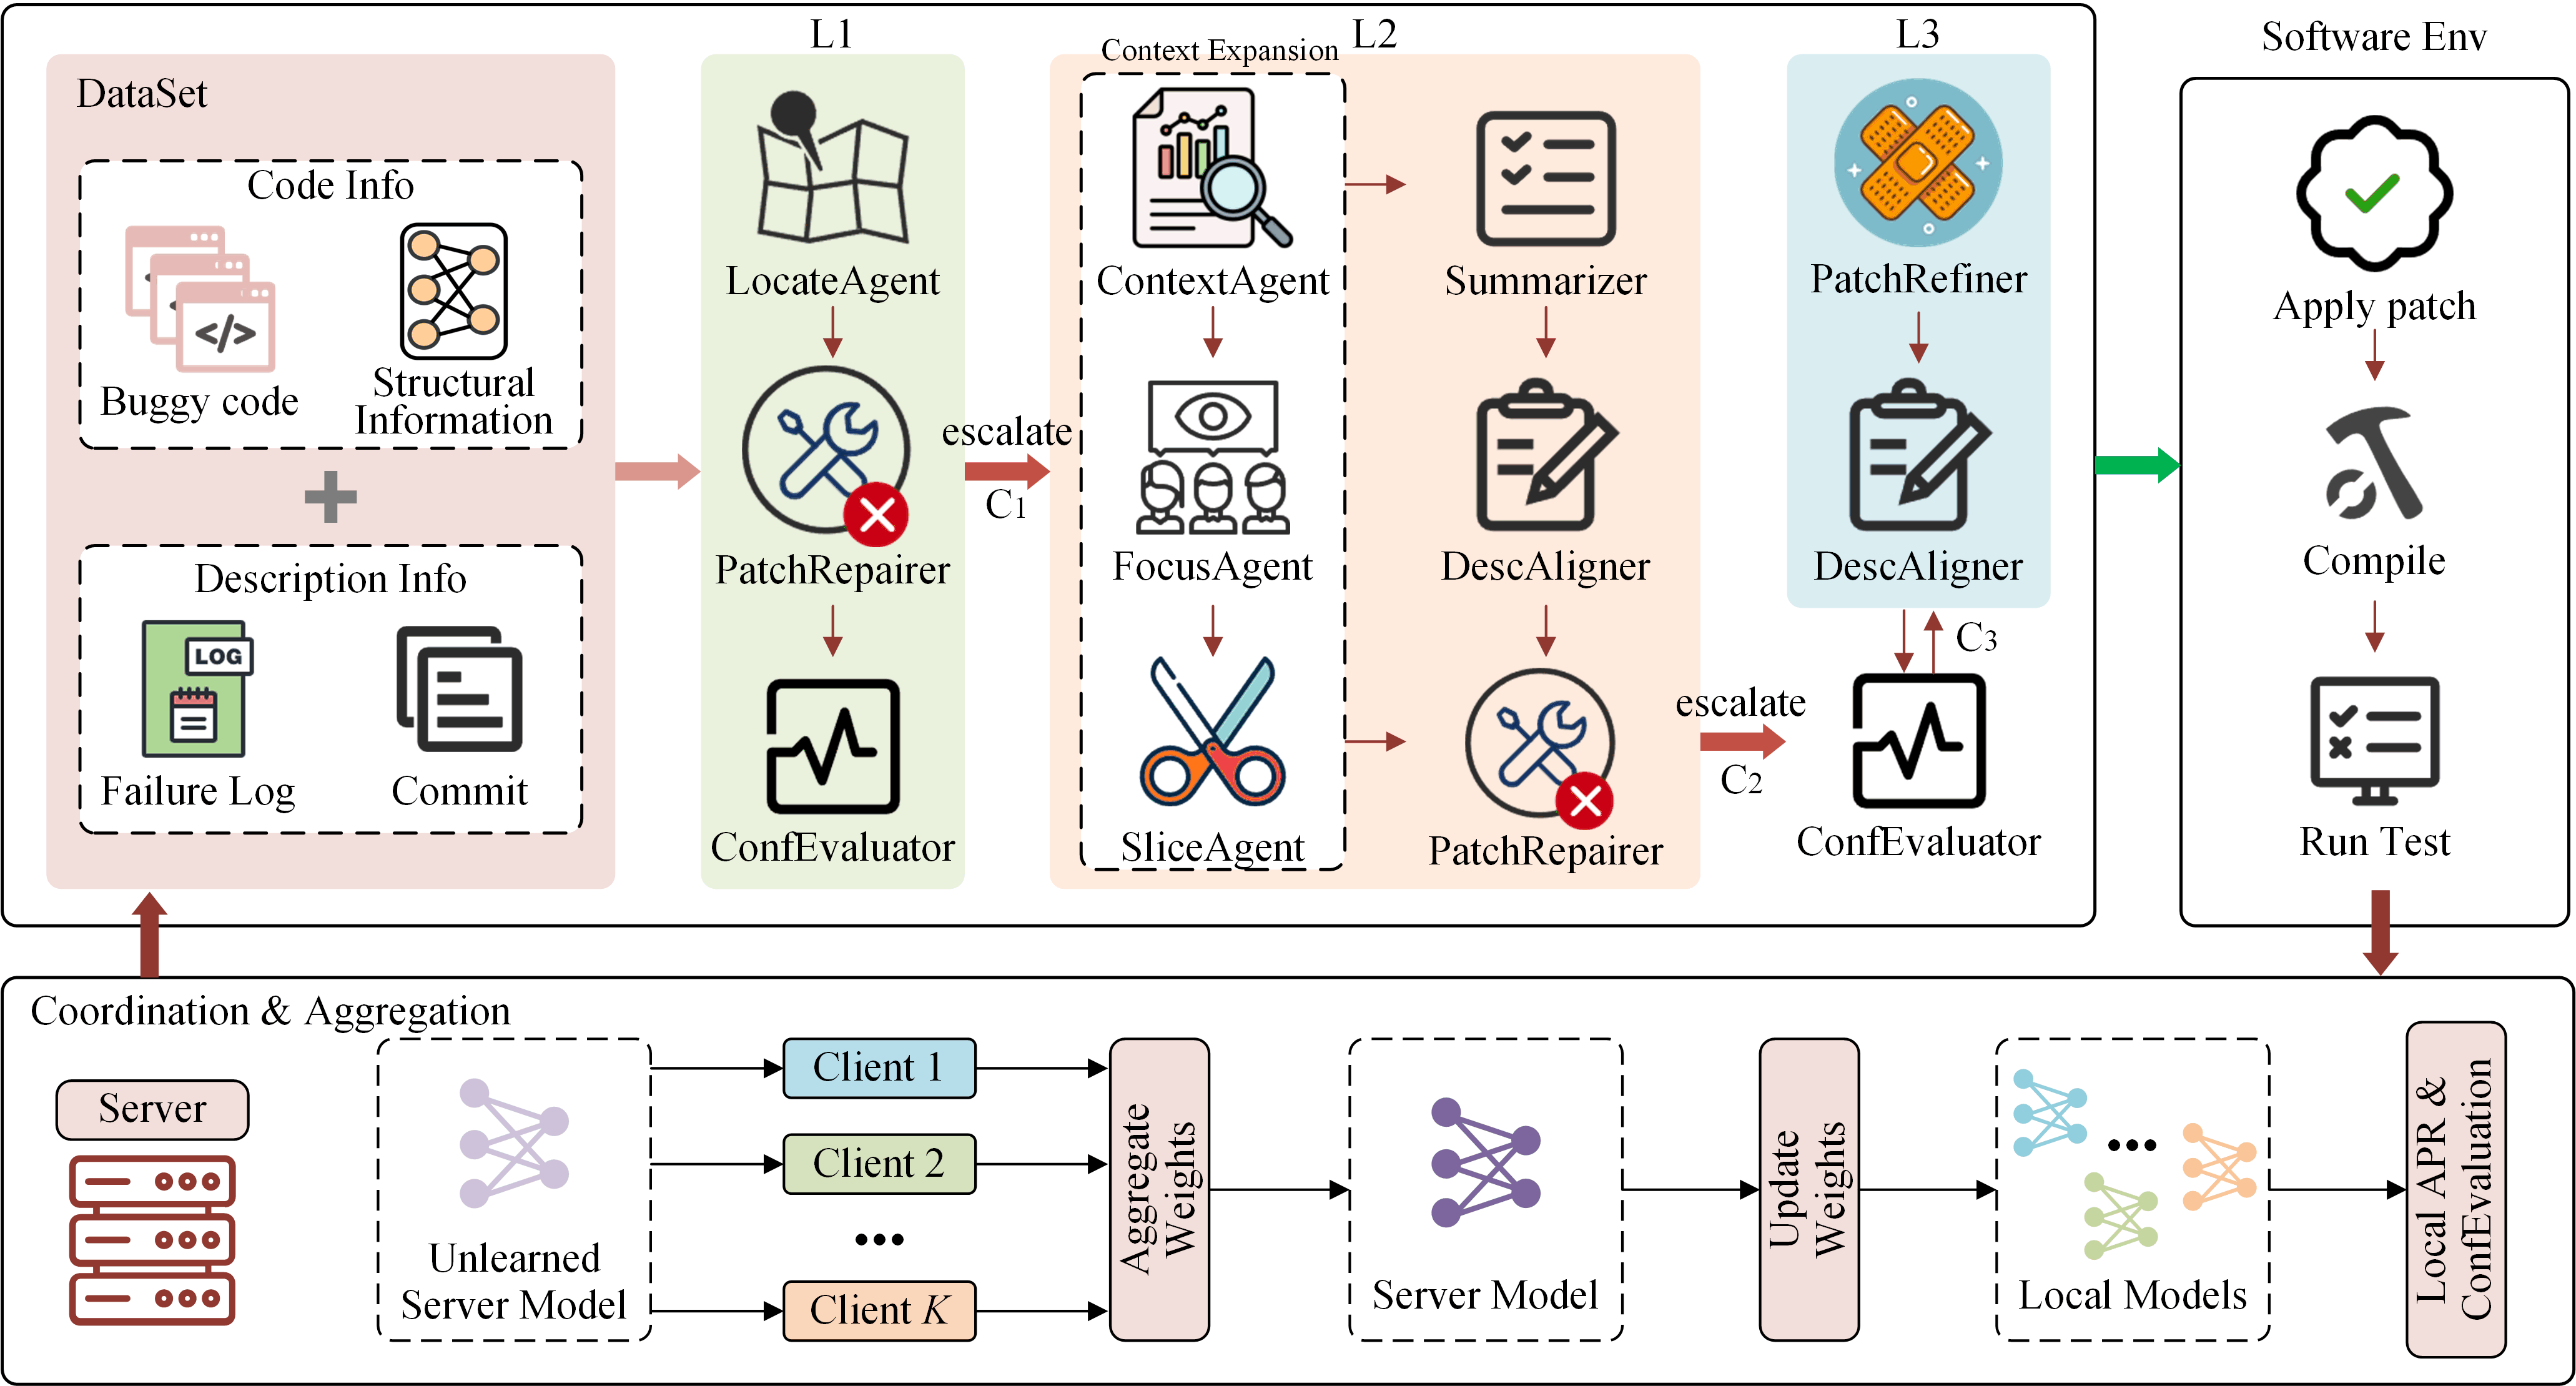 DataSet
Code Info
Buggy code
</>
Structural
Information
Description Info
LOG
Failure Log
Commit
L1
LocateAgent
PatchRepairer
ConfEvaluator
escalate
C1
L2
Context Expansion
ContextAgent
FocusAgent
SliceAgent
Summarizer
DescAligner
PatchRepairer
escalate
C2
L3
PatchRefiner
DescAligner
C3
ConfEvaluator
Software Env
Apply patch
Compile
Run Test
Coordination & Aggregation
Server
Unlearned
Server Model
Client 1
Client 2
...
Client K
Aggregate
Weights
Server Model
Update
Weights
...
Local Models
Local APR &
ConfEvaluation